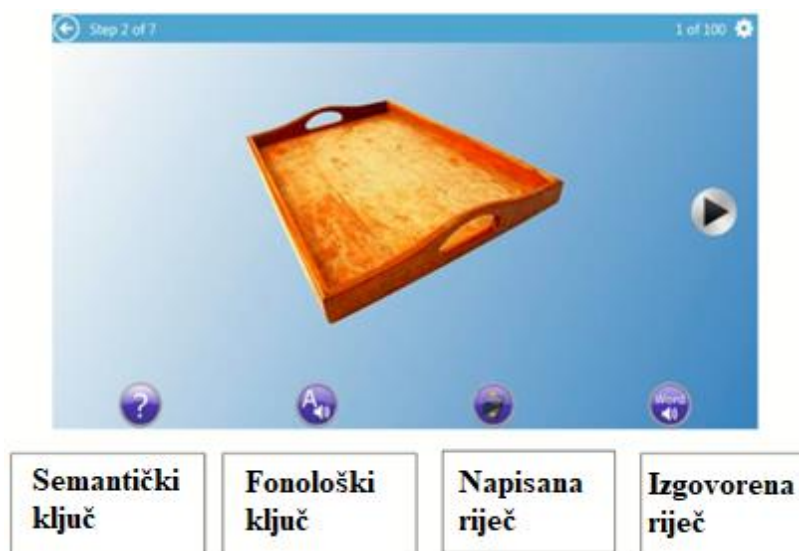 Step 2 of 7
1 of 100
?
A
Word
Semantički
ključ
Fonološki
ključ
Napisana
riječ
Izgovorena
riječ